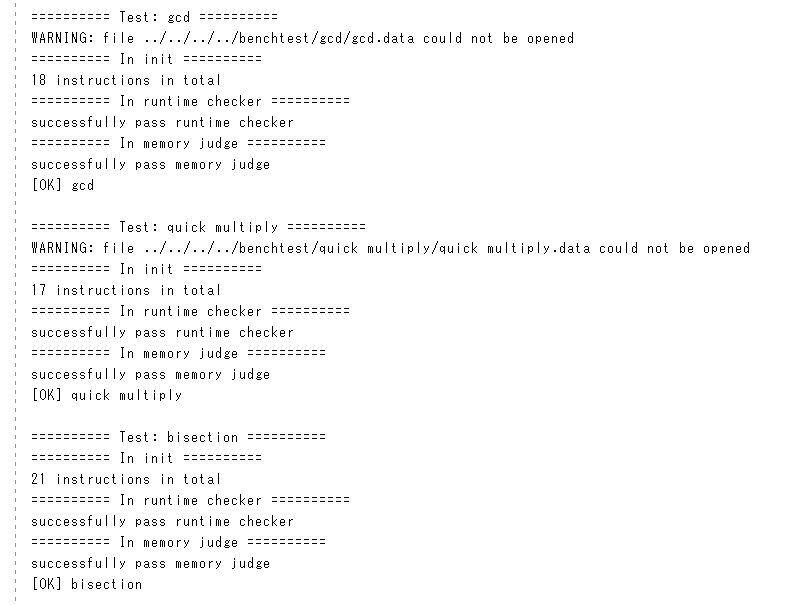 ========== Test: gcd ==========
WARNING: file ../../../../benchtest/gcd/gcd.data could not be opened
========== In init ==========
18 instructions in total
========== In runtime checker ==========
successfully pass runtime checker
========== In memory judge ==========
successfully pass memory judge
[OK] gcd
========== Test: quick multiply ==========
WARNING: file ../../../../benchtest/quick multiply/quick multiply.data could not be opened
========== In init ==========
17 instructions in total
========== In runtime checker ==========
successfully pass runtime checker
========== In memory judge ==========
successfully pass memory judge
[OK] quick multiply
========== Test: bisection ==========
========== In init ==========
21 instructions in total
========== In runtime checker ==========
successfully pass runtime checker
========== In memory judge ==========
successfully pass memory judge
[OK] bisection